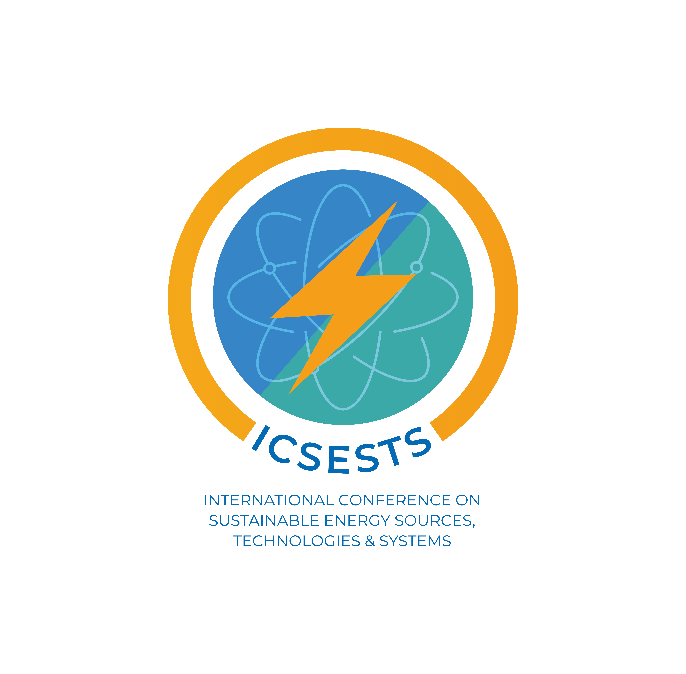 ICSESTS
INTERNATIONAL CONFERENCE ON
SUSTAINABLE ENERGY SOURCES,
TECHNOLOGIES & SYSTEMS